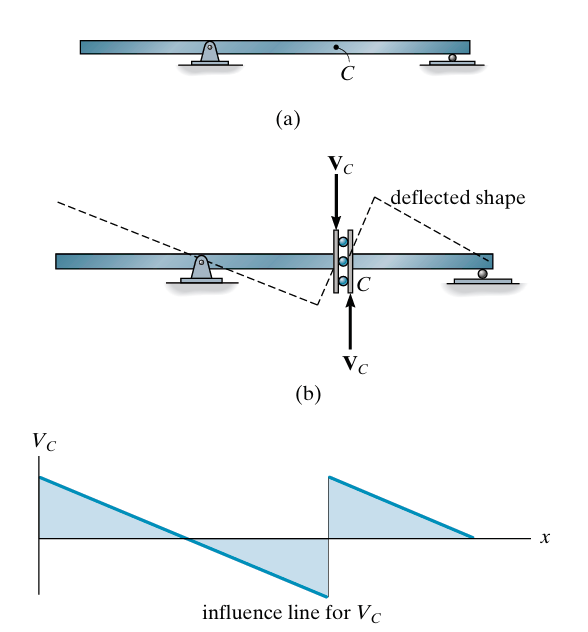 C
(a)
V_C
deflected shape
C
V_C
(b)
V_C
x
influence line for V_C